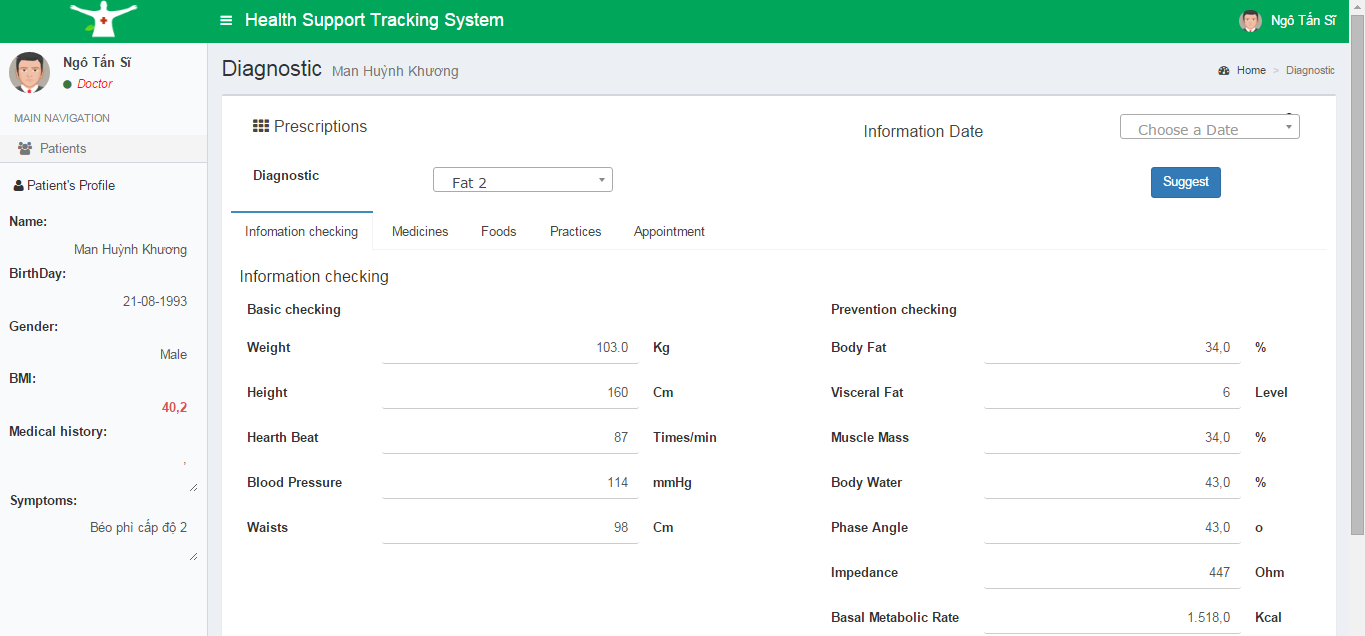 Health Support Tracking System
Ngô Tấn Sĩ
Ngô Tấn Sĩ
Doctor
MAIN NAVIGATION
Patients
Patient's Profile
Name:
Man Huỳnh Khương
BirthDay:
21-08-1993
Gender:
Male
BMI:
40,2
Medical history:
,
Symptoms:
Béo phì cấp độ 2
Diagnostic Man Huỳnh Khương
Home > Diagnostic
Prescriptions
Information Date
Choose a Date
Diagnostic
Fat 2
Suggest
Infomation checking Medicines Foods Practices Appointment
Information checking
Basic checking
Weight 103.0 Kg
Height 160 Cm
Hearth Beat 87 Times/min
Blood Pressure 114 mmHg
Waists 98 Cm
Prevention checking
Body Fat 34,0 %
Visceral Fat 6 Level
Muscle Mass 34,0 %
Body Water 43,0 %
Phase Angle 43,0 o
Impedance 447 Ohm
Basal Metabolic Rate 1.518,0 Kcal